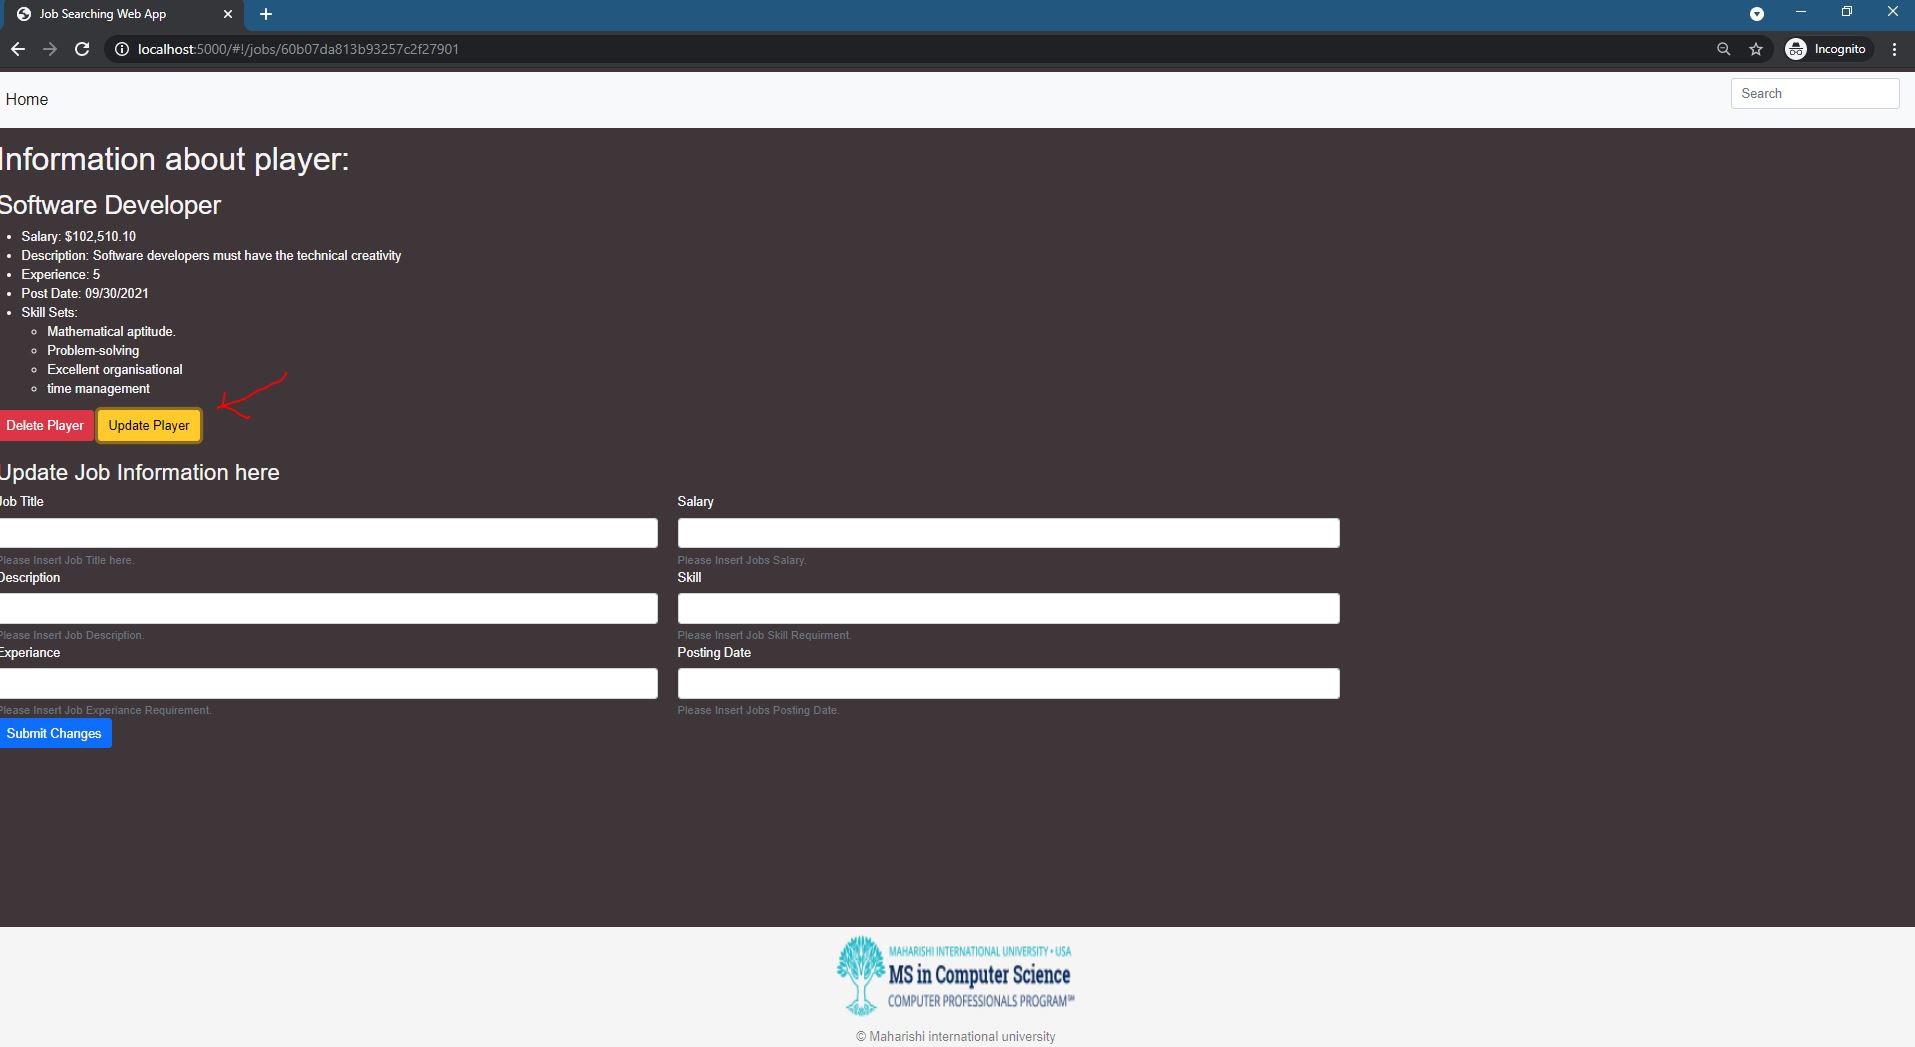 Job Searching Web App
localhost:5000/#!/jobs/60b07da813b93257c2f27901
Incognito
Home
Search
Information about player:
Software Developer
Salary: $102,510.10
Description: Software developers must have the technical creativity
Experience: 5
Post Date: 09/30/2021
Skill Sets:
Mathematical aptitude.
Problem-solving
Excellent organisational
time management
Delete Player
Update Player
Update Job Information here
Job Title
Salary
Please Insert Job Title here.
Please Insert Jobs Salary.
Description
Skill
Please Insert Job Description.
Please Insert Job Skill Requirment.
Experiance
Posting Date
Please Insert Job Experiance Requirement.
Please Insert Jobs Posting Date.
Submit Changes
MAHARISHI INTERNATIONAL UNIVERSITY • USA
MS in Computer Science
COMPUTER PROFESSIONALS PROGRAM℠
© Maharishi international university